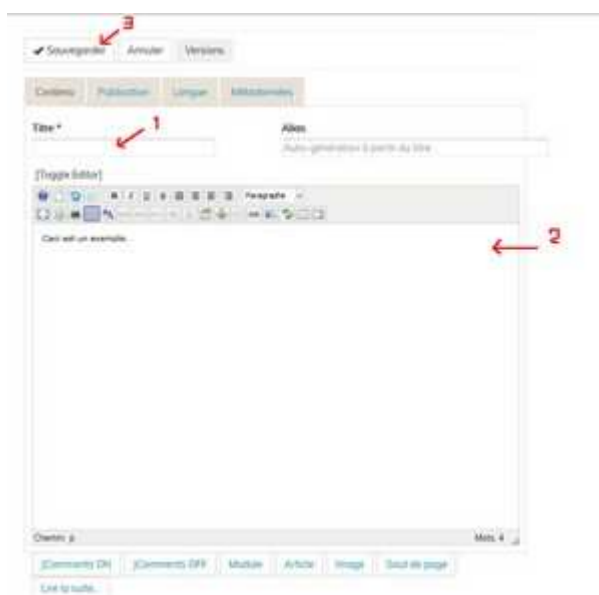 3
Sauvegarder Annuler Versions
Contenu Publication Langue Métadonnées
1
Titre * Alias
Auto-génération à partir du titre
[Toggle Editor]
Paragraphe
2
Ceci est un exemple.
Chemin: p Mots: 4
JComments ON JComments OFF Module Article Image Saut de page
Lire la suite...